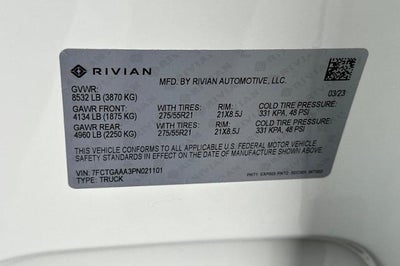 RIVIAN
MFD. BY RIVIAN AUTOMOTIVE, LLC.
GVWR:
8532 LB (3870 KG)
03/23
GAWR FRONT: WITH TIRES: RIM: COLD TIRE PRESSURE:
4134 LB (1875 KG) 275/55R21 21X8.5J 331 KPA, 48 PSI
GAWR REAR: WITH TIRES: RIM: COLD TIRE PRESSURE:
4960 LB (2250 KG) 275/55R21 21X8.5J 331 KPA, 48 PSI
THIS VEHICLE CONFORMS TO ALL APPLICABLE U.S. FEDERAL MOTOR VEHICLE
SAFETY STANDARDS IN EFFECT ON THE DATE OF MANUFACTURE SHOWN ABOVE.
VIN: 7FCTGAAA3PN021101
TYPE: TRUCK